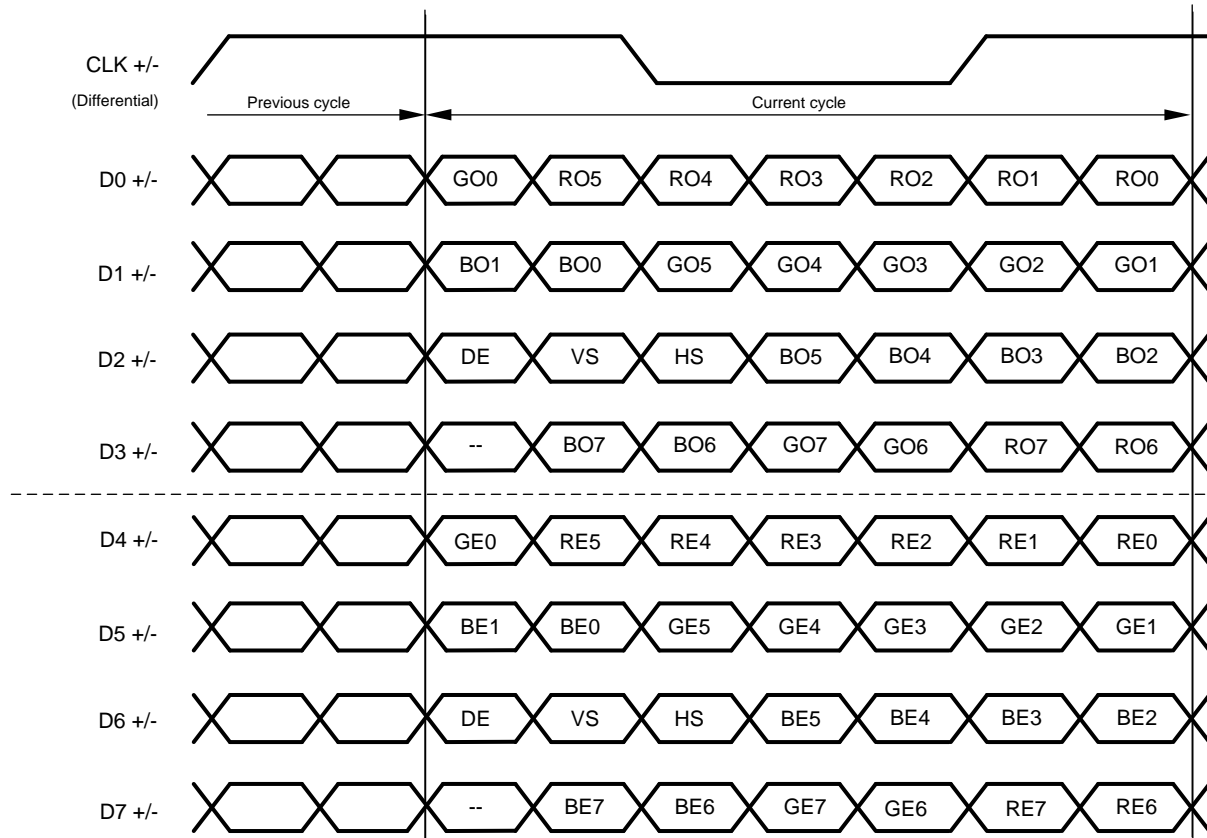 CLK +/-
(Differential)
Previous cycle Current cycle
D0 +/- GO0 RO5 RO4 RO3 RO2 RO1 RO0
D1 +/- BO1 BO0 GO5 GO4 GO3 GO2 GO1
D2 +/- DE VS HS BO5 BO4 BO3 BO2
D3 +/- -- BO7 BO6 GO7 GO6 RO7 RO6
D4 +/- GE0 RE5 RE4 RE3 RE2 RE1 RE0
D5 +/- BE1 BE0 GE5 GE4 GE3 GE2 GE1
D6 +/- DE VS HS BE5 BE4 BE3 BE2
D7 +/- -- BE7 BE6 GE7 GE6 RE7 RE6